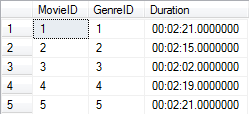 MovieID GenreID Duration
1 1 1 00:02:21.0000000
2 2 2 00:02:15.0000000
3 3 3 00:02:02.0000000
4 4 4 00:02:19.0000000
5 5 5 00:02:21.0000000